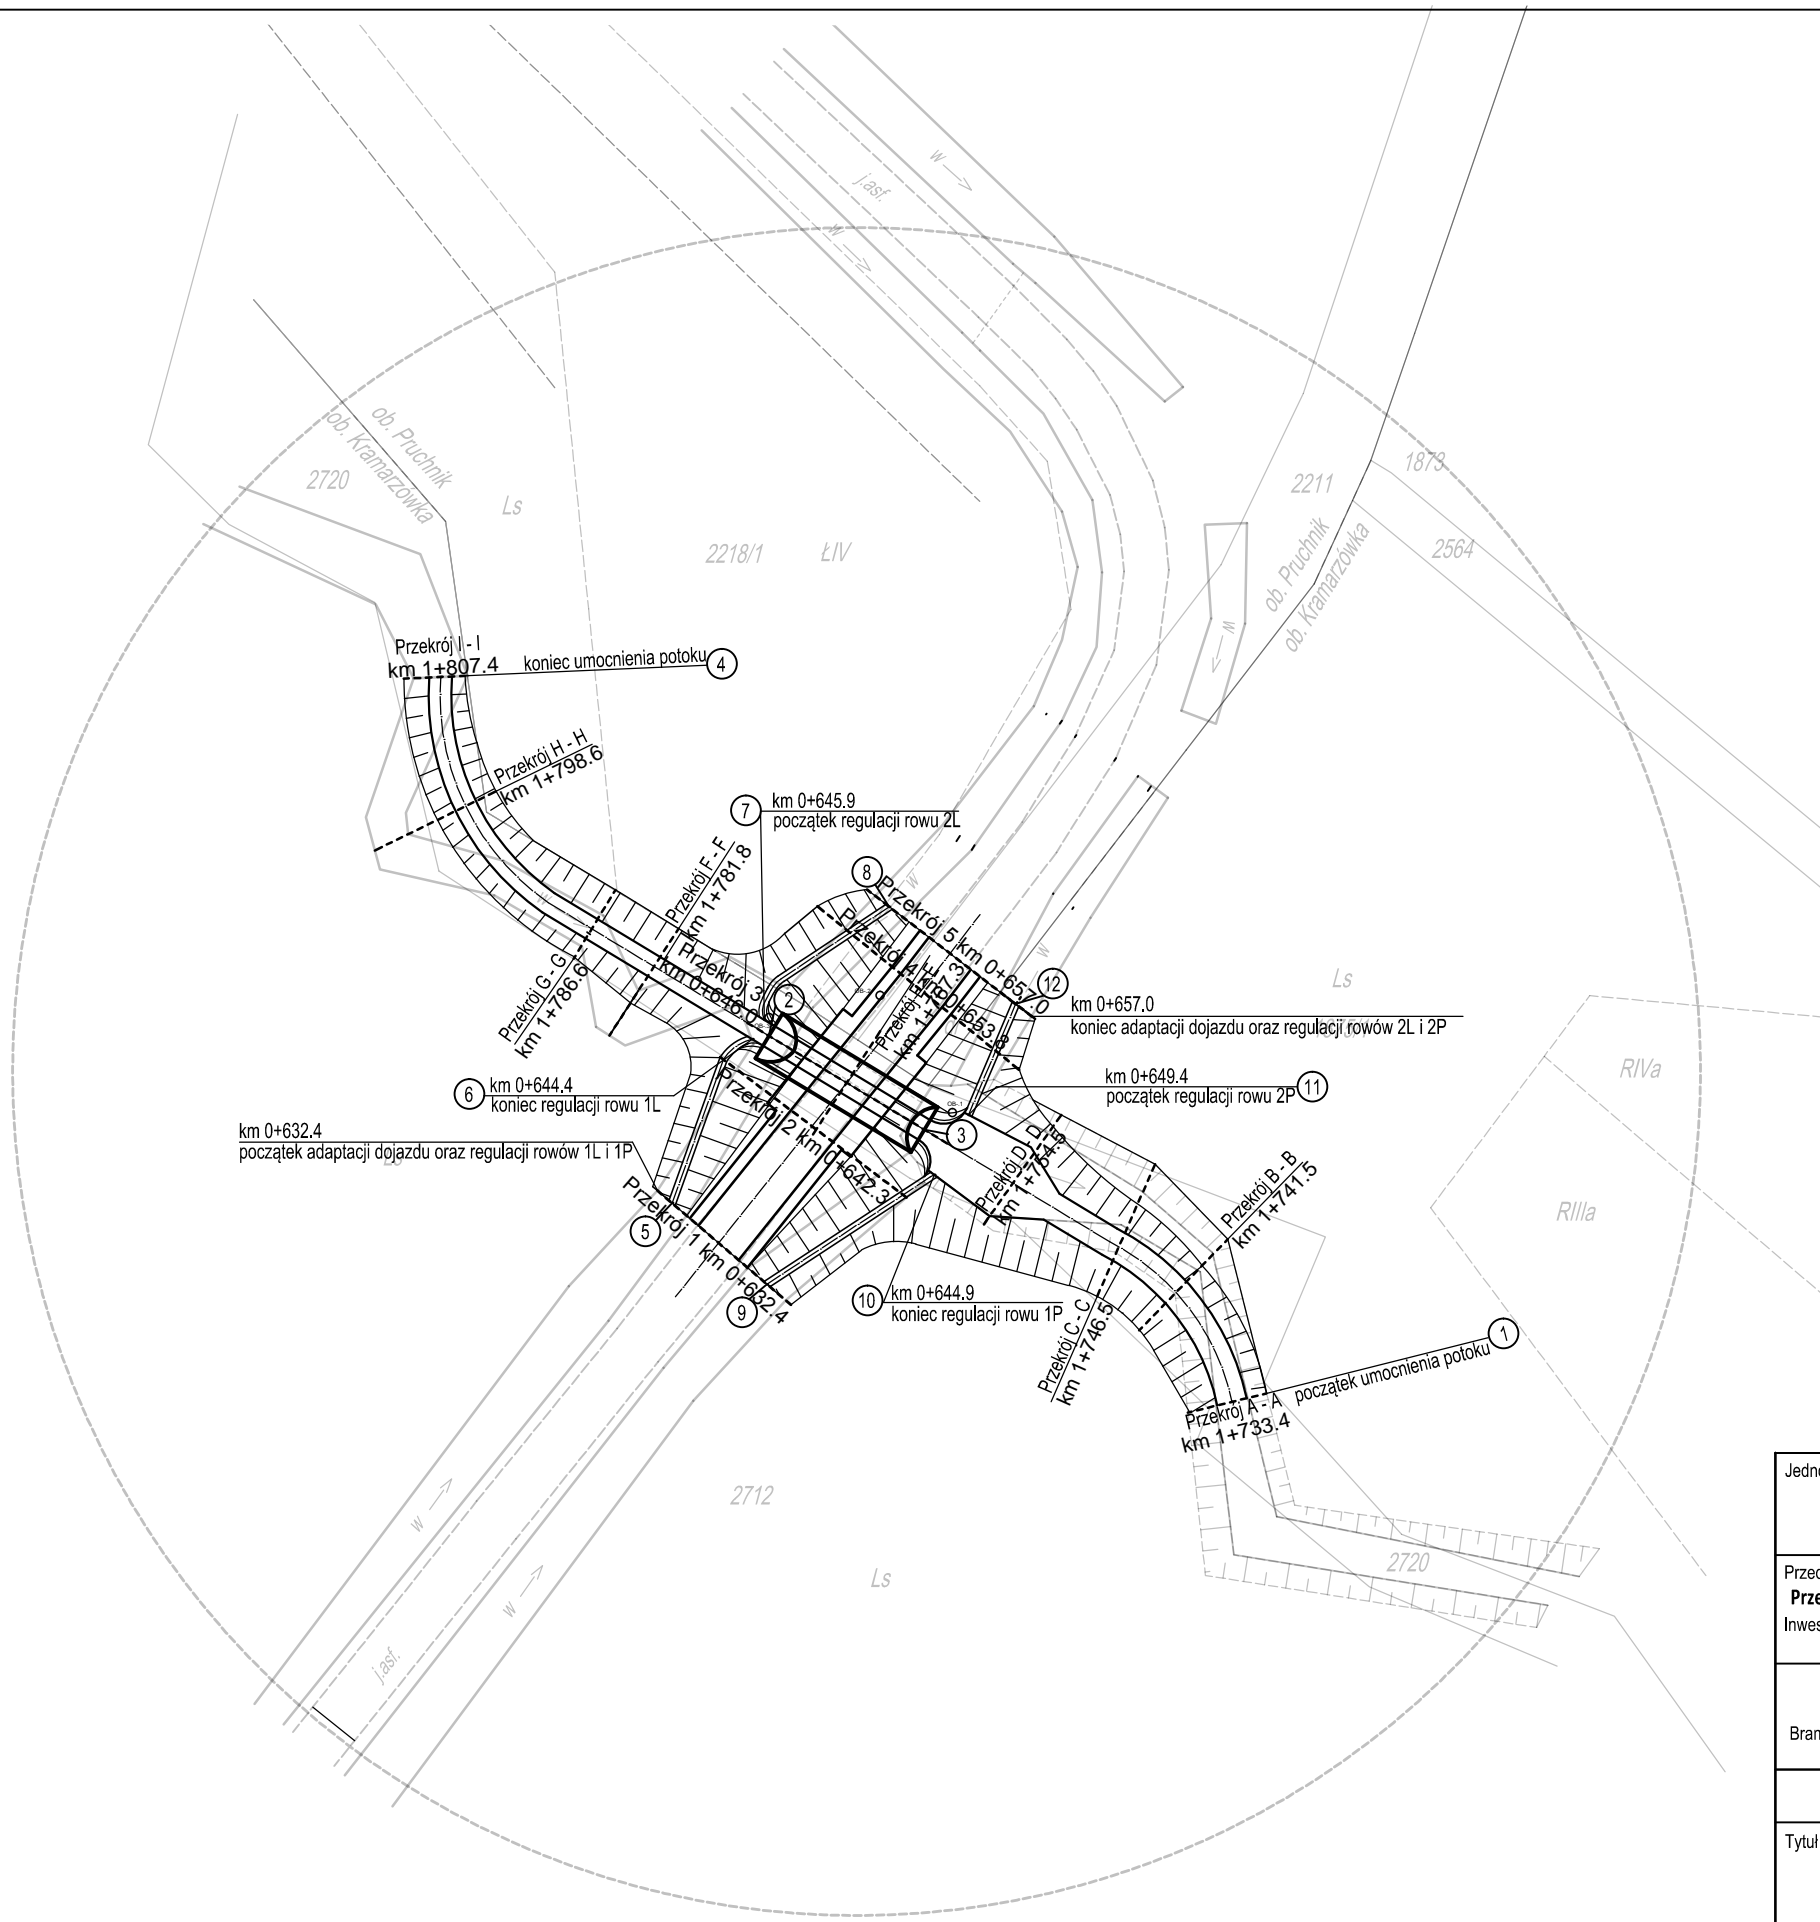 W
j.asf.
W
ob. Pruchnik
ob. Kramarzówka
2720
Ls
2218/1
ŁIV
2211
1873
ob. Pruchnik
ob. Kramarzówka
2564
W
Przekrój I - I
km 1+807.4
koniec umocnienia potoku
4
Przekrój H - H
km 1+798.6
7
km 0+645.9
początek regulacji rowu 2L
Przekrój F - F
km 1+781.8
8
W
Przekrój 5 km 0+657.0
W
W
Przekrój G - G
km 1+786.6
Przekrój 3
km 0+646.0
2
12
km 0+657.0
koniec adaptacji dojazdu oraz regulacji rowów 2L i 2P
Ls
RIVa
RIIIa
6
km 0+644.4
koniec regulacji rowu 1L
km 0+649.4
początek regulacji rowu 2P
11
km 0+632.4
początek adaptacji dojazdu oraz regulacji rowów 1L i 1P
Przekrój 2 km 0+642.3
3
Przekrój D - D
km 1+754.5
Przekrój B - B
km 1+741.5
5
Przekrój 1 km 0+632.4
9
10
km 0+644.9
koniec regulacji rowu 1P
Przekrój C - C
km 1+746.5
początek umocnienia potoku
1
Przekrój A - A
km 1+733.4
2712
Ls
2720
W
W
j.asf.
Tytuł